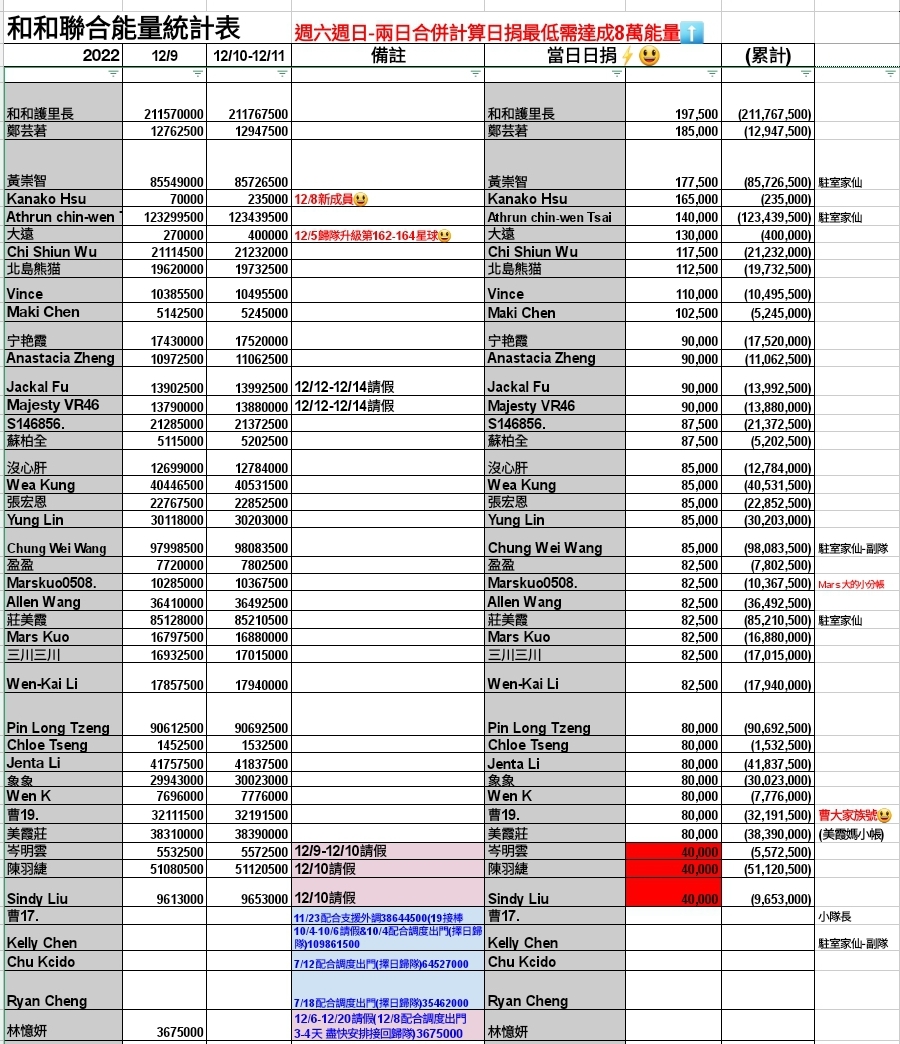 和和聯合能量統計表 週六週日-兩日合併計算日捐最低需達成8萬能量⬆️
2022 12/9 12/10-12/11 備註 當日日捐⚡😃 (累計)
和和護里長 211570000 211767500 和和護里長 197,500 (211,767,500)
鄭芸著 12762500 12947500 鄭芸著 185,000 (12,947,500)
黃崇智 85549000 85726500 黃崇智 177,500 (85,726,500) 駐室家仙
Kanako Hsu 70000 235000 12/8新成員😃 Kanako Hsu 165,000 (235,000)
Athrun chin-wen 123299500 123439500 Athrun chin-wen Tsai 140,000 (123,439,500) 駐室家仙
大遠 270000 400000 12/5歸隊升級第162-164星球😃 大遠 130,000 (400,000)
Chi Shiun Wu 21114500 21232000 Chi Shiun Wu 117,500 (21,232,000)
北島熊猫 19620000 19732500 北島熊猫 112,500 (19,732,500)
Vince 10385500 10495500 Vince 110,000 (10,495,500)
Maki Chen 5142500 5245000 Maki Chen 102,500 (5,245,000)
宁艳霞 17430000 17520000 宁艳霞 90,000 (17,520,000)
Anastacia Zheng 10972500 11062500 Anastacia Zheng 90,000 (11,062,500)
Jackal Fu 13902500 13992500 12/12-12/14請假 Jackal Fu 90,000 (13,992,500)
Majesty VR46 13790000 13880000 12/12-12/14請假 Majesty VR46 90,000 (13,880,000)
S146856. 21285000 21372500 S146856. 87,500 (21,372,500)
蘇柏全 5115000 5202500 蘇柏全 87,500 (5,202,500)
沒心肝 12699000 12784000 沒心肝 85,000 (12,784,000)
Wea Kung 40446500 40531500 Wea Kung 85,000 (40,531,500)
張宏恩 22767500 22852500 張宏恩 85,000 (22,852,500)
Yung Lin 30118000 30203000 Yung Lin 85,000 (30,203,000)
Chung Wei Wang 97998500 98083500 Chung Wei Wang 85,000 (98,083,500) 駐室家仙-副隊
盈盈 7720000 7802500 盈盈 82,500 (7,802,500)
Marskuo0508. 10285000 10367500 Marskuo0508. 82,500 (10,367,500) Mars大的小分帳
Allen Wang 36410000 36492500 Allen Wang 82,500 (36,492,500)
莊美霞 85128000 85210500 莊美霞 82,500 (85,210,500) 駐室家仙
Mars Kuo 16797500 16880000 Mars Kuo 82,500 (16,880,000)
三川三川 16932500 17015000 三川三川 82,500 (17,015,000)
Wen-Kai Li 17857500 17940000 Wen-Kai Li 82,500 (17,940,000)
Pin Long Tzeng 90612500 90692500 Pin Long Tzeng 80,000 (90,692,500)
Chloe Tseng 1452500 1532500 Chloe Tseng 80,000 (1,532,500)
Jenta Li 41757500 41837500 Jenta Li 80,000 (41,837,500)
象象 29943000 30023000 象象 80,000 (30,023,000)
Wen K 7696000 7776000 Wen K 80,000 (7,776,000)
曹19. 32111500 32191500 曹19. 80,000 (32,191,500) 曹大家族號😃
美霞莊 38310000 38390000 美霞莊 80,000 (38,390,000) (美霞媽小帳)
岑明雲 5532500 5572500 12/9-12/10請假 岑明雲 40,000 (5,572,500)
陳羽緁 51080500 51120500 12/10請假 陳羽緁 40,000 (51,120,500)
Sindy Liu 9613000 9653000 12/10請假 Sindy Liu 40,000 (9,653,000)
曹17. 11/23配合支援外調38644500(19接棒 曹17. 小隊長
Kelly Chen 10/4-10/6請假&10/4配合調度出門(擇日歸
隊)109861500 Kelly Chen 駐室家仙-副隊
Chu Kcido 7/12配合調度出門(擇日歸隊)64527000 Chu Kcido
Ryan Cheng 7/18配合調度出門(擇日歸隊)35462000 Ryan Cheng
林憶妍 3675000 12/6-12/20請假(12/8配合調度出門
3-4天 盡快安排接回歸隊)3675000 林憶妍